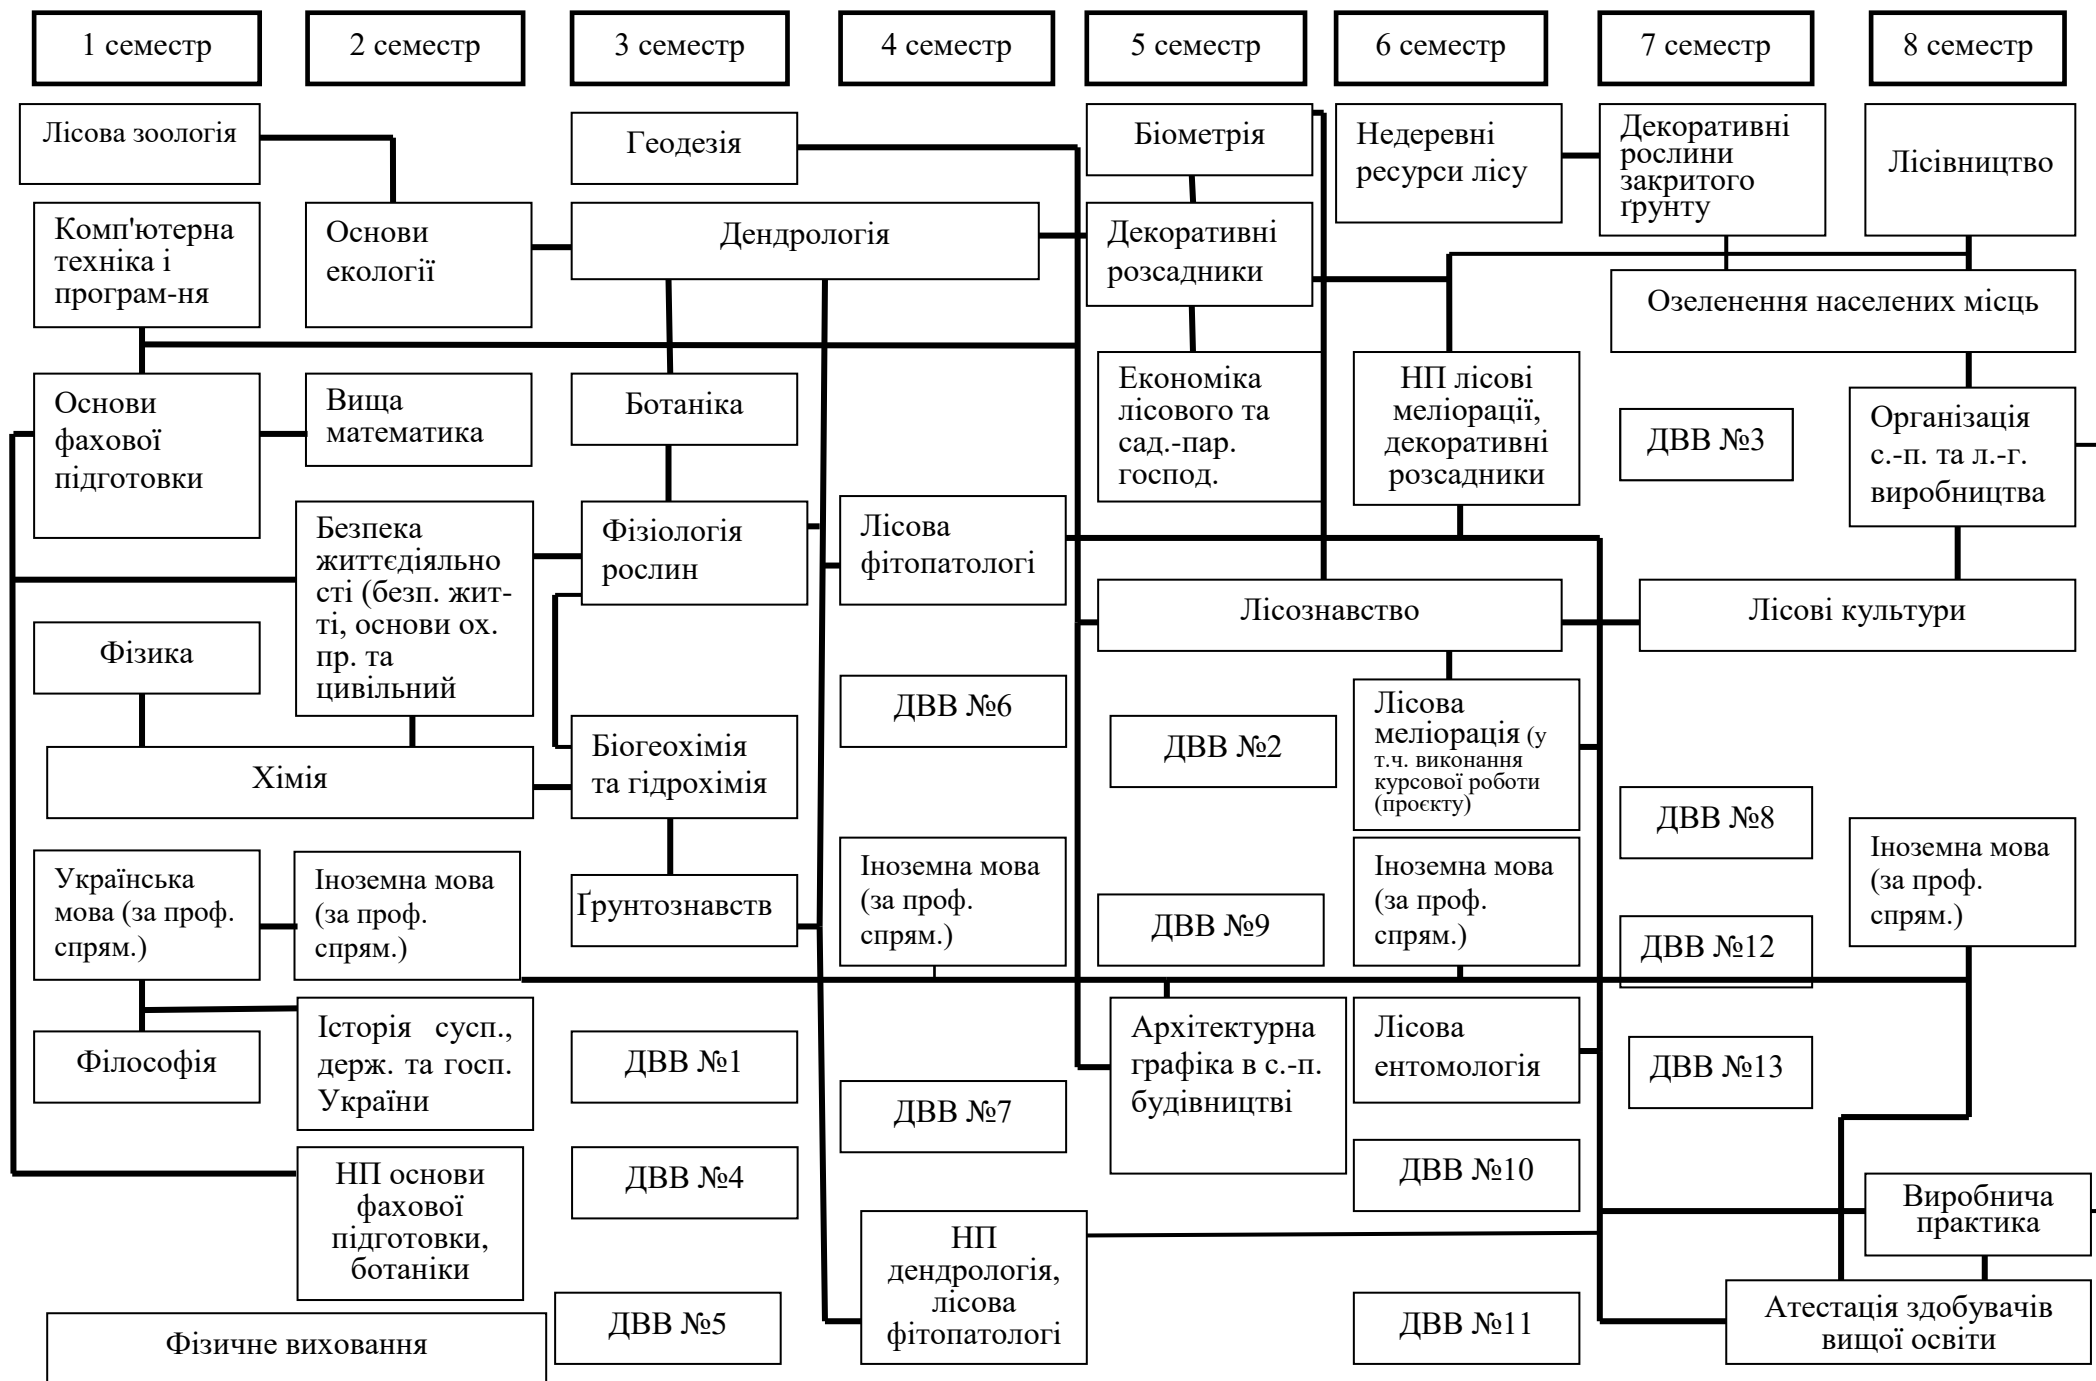 1 семестр
2 семестр
3 семестр
4 семестр
5 семестр
6 семестр
7 семестр
8 семестр
Лісова зоологія
Геодезія
Біометрія
Недеревні
ресурси лісу
Декоративні
рослини
закритого
ґрунту
Лісівництво
Комп'ютерна
техніка і
програм-ня
Основи
екології
Дендрологія
Декоративні
розсадники
Озеленення населених місць
Основи
фахової
підготовки
Вища
математика
Ботаніка
Економіка
лісового та
сад.-пар.
господ.
НП лісові
меліорації,
декоративні
розсадники
ДВВ №3
Організація
с.-п. та л.-г.
виробництва
Безпека
життєдіяльно
сті (безп. жит-
ті, основи ох.
пр. та
цивільний
Фізіологія
рослин
Лісова
фітопатологі
Лісознавство
Лісові культури
Фізика
ДВВ №6
ДВВ №2
Лісова
меліорація (у
т.ч. виконання
курсової роботи
(проєкту)
Хімія
Біогеохімія
та гідрохімія
ДВВ №8
Українська
мова (за проф.
спрям.)
Іноземна мова
(за проф.
спрям.)
Ґрунтознавств
Іноземна мова
(за проф.
спрям.)
ДВВ №9
Іноземна мова
(за проф.
спрям.)
ДВВ №12
Іноземна мова
(за проф.
спрям.)
Філософія
Історія сусп.,
держ. та госп.
України
ДВВ №1
ДВВ №7
Архітектурна
графіка в с.-п.
будівництві
Лісова
ентомологія
ДВВ №13
НП основи
фахової
підготовки,
ботаніки
ДВВ №4
НП
дендрологія,
лісова
фітопатологі
ДВВ №10
Виробнича
практика
Фізичне виховання
ДВВ №5
ДВВ №11
Атестація здобувачів
вищої освіти